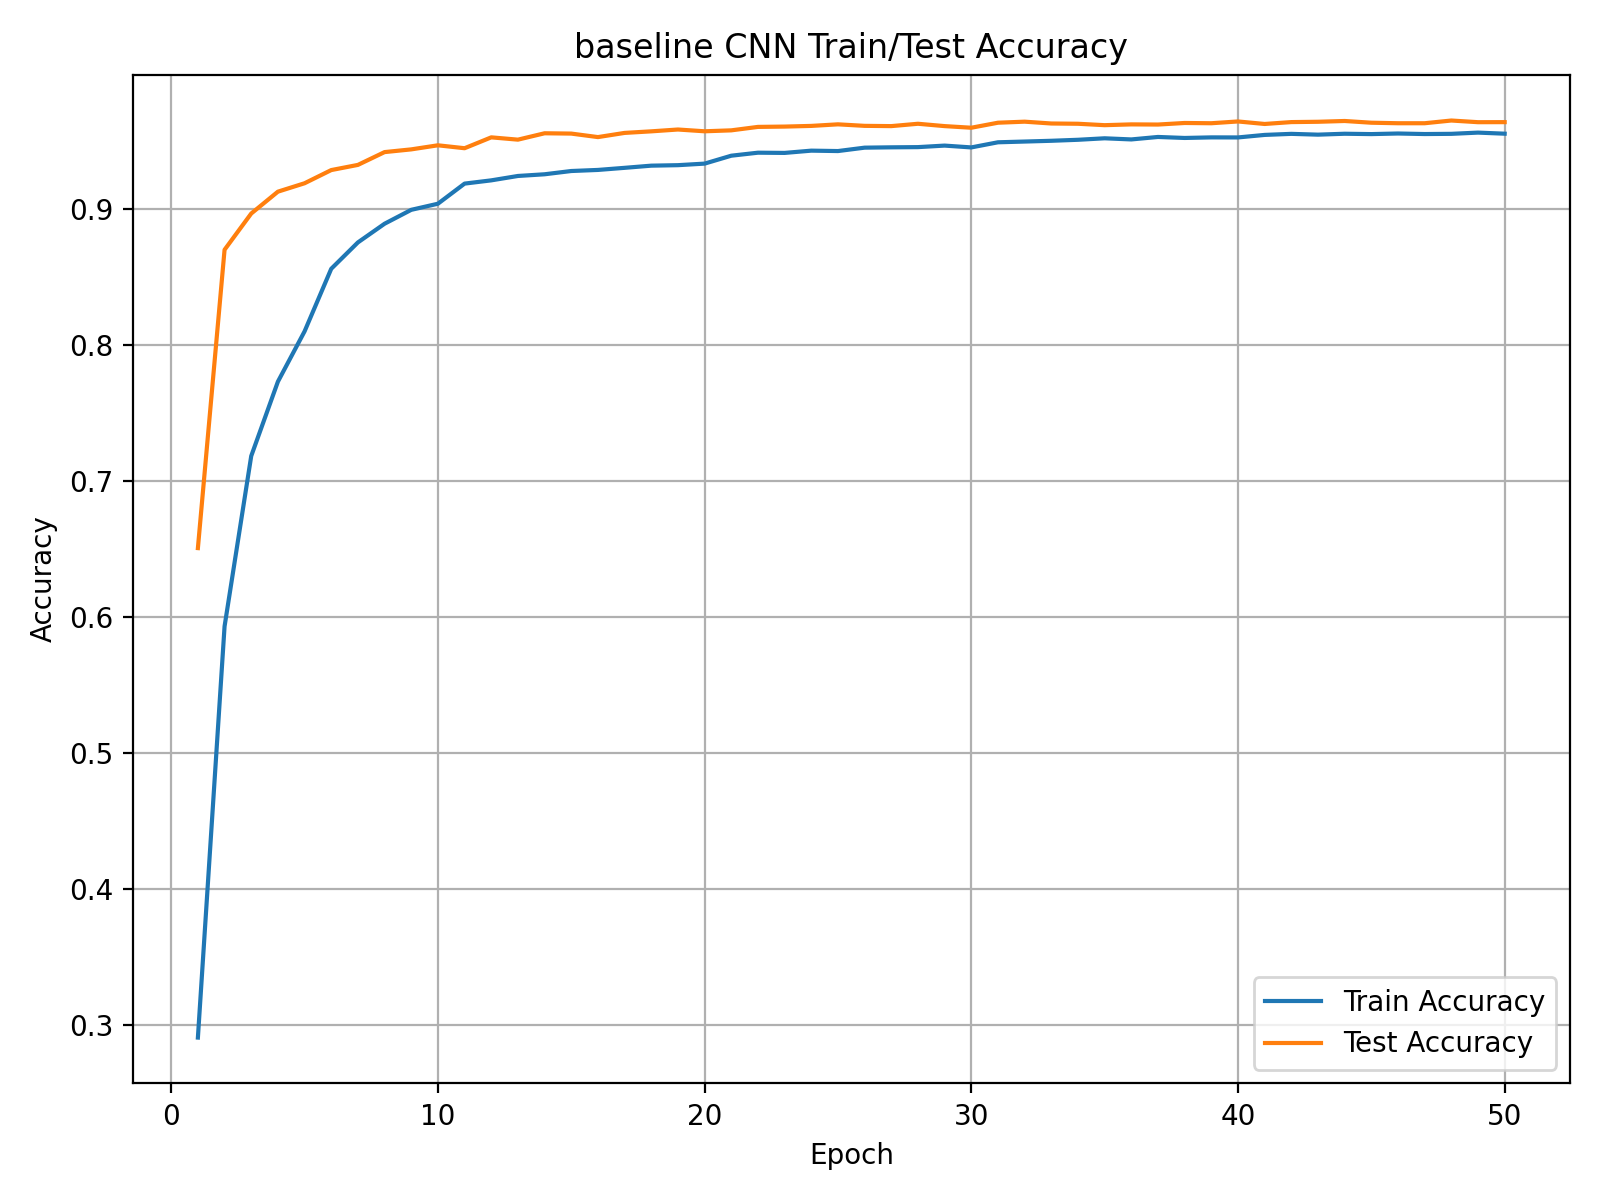 baseline CNN Train/Test Accuracy
Accuracy
0.9
0.8
0.7
0.6
0.5
0.4
0.3
0 10 20 30 40 50
Epoch
Train Accuracy
Test Accuracy